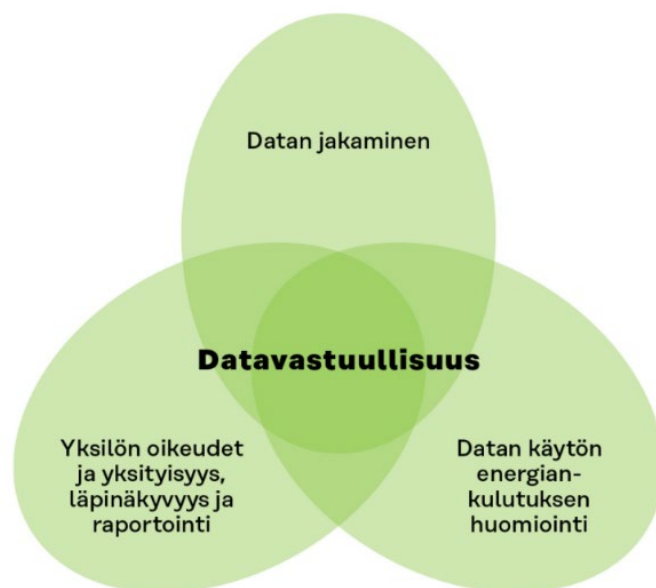 Datan jakaminen
Datavastuullisuus
Yksilön oikeudet
ja yksityisyys,
läpinäkyvyys ja
raportointi
Datan käytön
energian-
kulutuksen
huomiointi